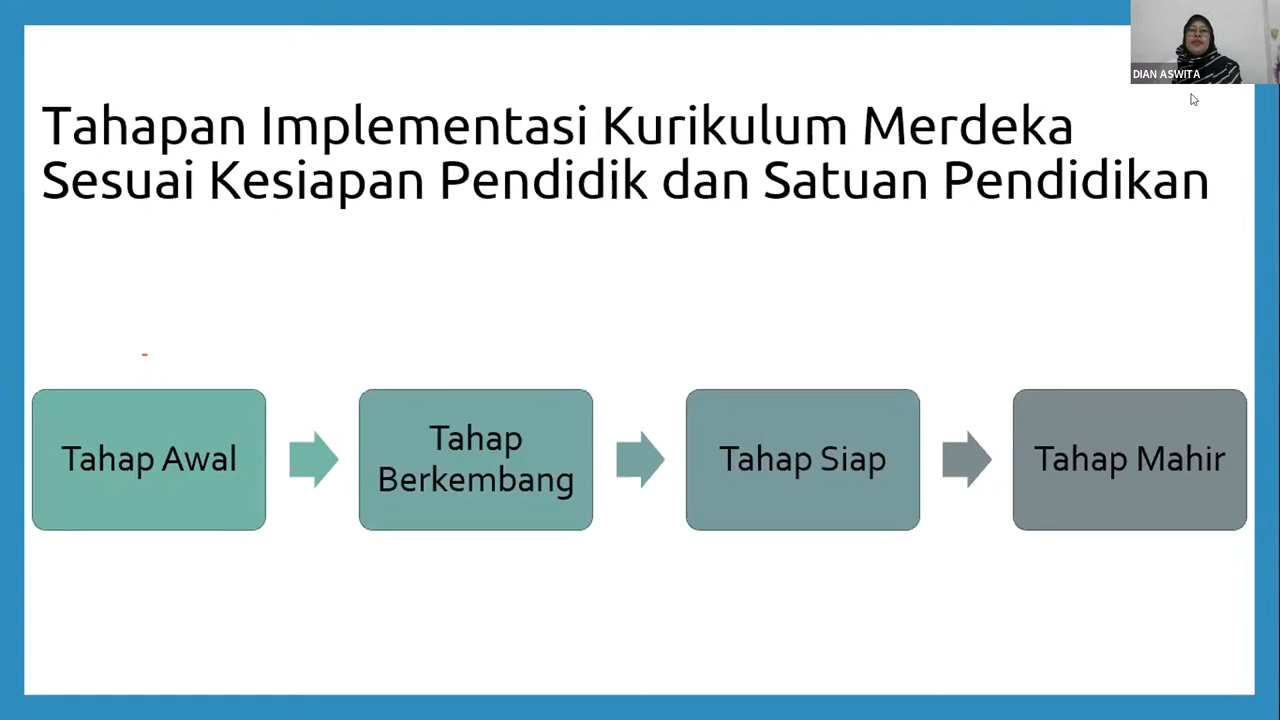 DIAN ASWITA
Tahapan Implementasi Kurikulum Merdeka
Sesuai Kesiapan Pendidik dan Satuan Pendidikan
Tahap Awal
Tahap
Berkembang
Tahap Siap
Tahap Mahir